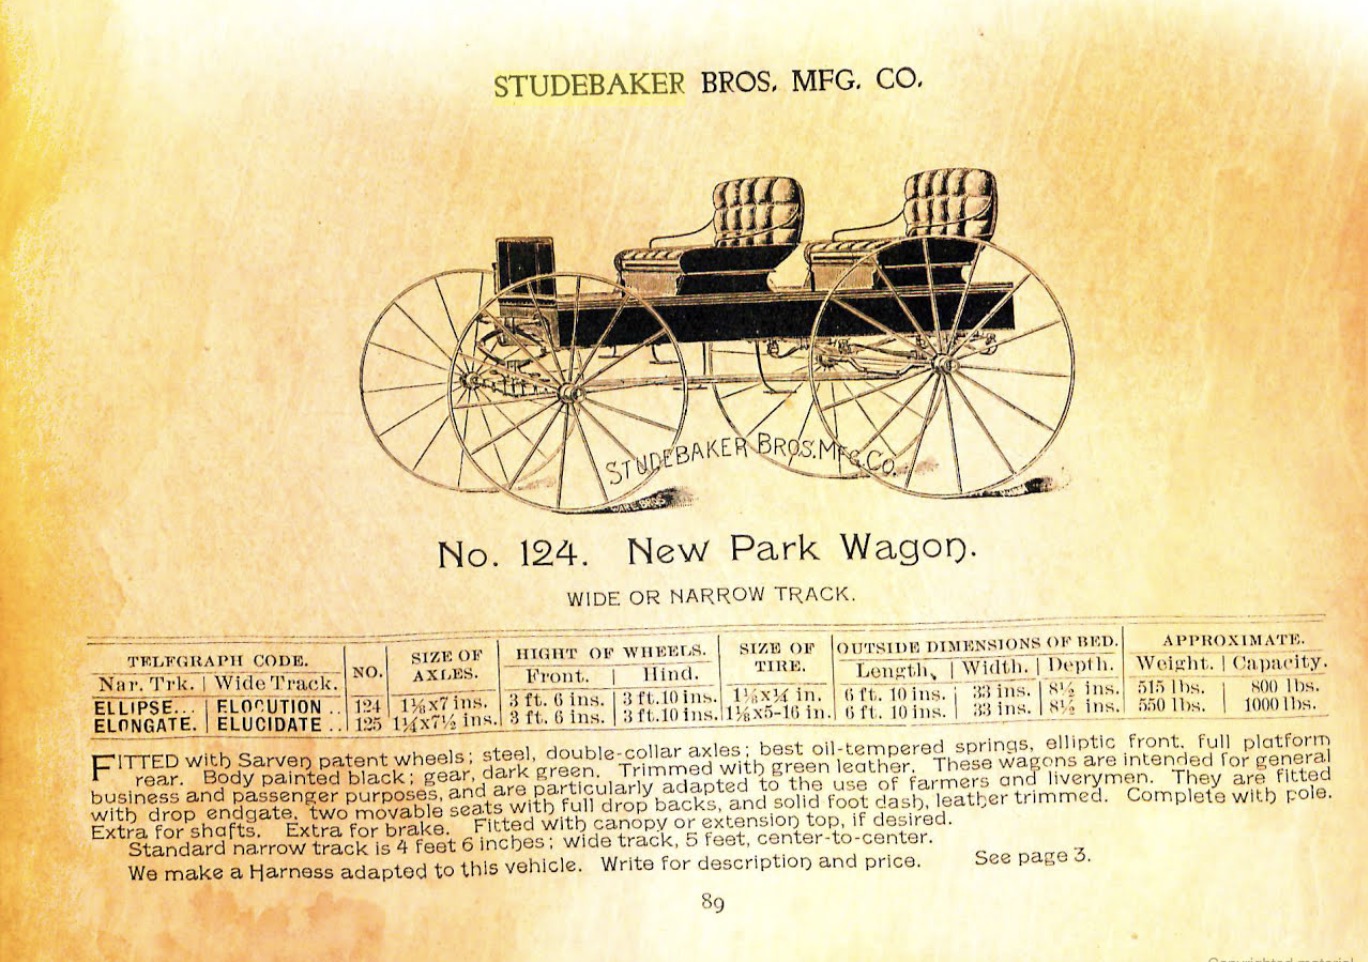 STUDEBAKER BROS. MFG. CO.
STUDEBAKER BROS. MFG. CO.
No. 124. New Park Wagon.
WIDE OR NARROW TRACK.
TELEGRAPH CODE. | NO. | SIZE OF AXLES. | HIGHT OF WHEELS. | SIZE OF TIRE. | OUTSIDE DIMENSIONS OF BED. | APPROXIMATE.
Nar. Trk. | Wide Track. | Front. | Hind. | Length, | Width. | Depth. | Weight. | Capacity.
ELLIPSE... | ELOCUTION .. | 124 | 1⅛x7 ins. | 3 ft. 6 ins. | 3 ft. 10 ins. | 1⅛x¼ in. | 6 ft. 10 ins. | 33 ins. | 8½ ins. | 515 lbs. | 800 lbs.
ELONGATE. | ELUCIDATE .. | 125 | 1¼x7½ ins. | 3 ft. 6 ins. | 3 ft. 10 ins. | 1⅛x5-16 in. | 6 ft. 10 ins. | 33 ins. | 8½ ins. | 550 lbs. | 1000 lbs.
FITTED with Sarven patent wheels; steel, double-collar axles; best oil-tempered springs, elliptic front, full platform
rear. Body painted black; gear, dark green. Trimmed with green leather. These wagons are intended for general
business and passenger purposes, and are particularly adapted to the use of farmers and liverymen. They are fitted
with drop endgate, two movable seats with full drop backs, and solid foot dash, leather trimmed. Complete with pole.
Extra for shafts. Extra for brake. Fitted with canopy or extension top, if desired.
Standard narrow track is 4 feet 6 inches; wide track, 5 feet, center-to-center.
We make a Harness adapted to this vehicle. Write for description and price. See page 3.
89